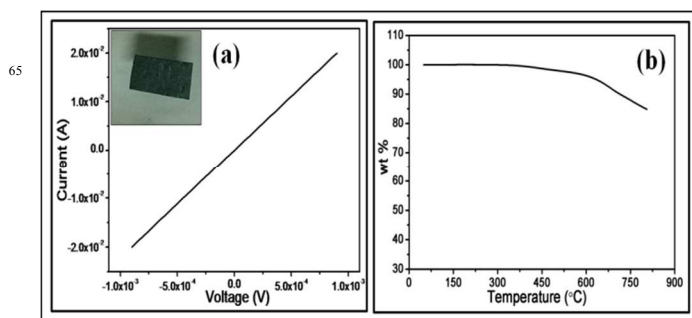 65
(a)
2.0x10⁻²
1.0x10⁻²
0.0
-1.0x10⁻²
-2.0x10⁻²
Current (A)
-1.0x10⁻³ -5.0x10⁻⁴ 0.0 5.0x10⁻⁴ 1.0x10⁻³
Voltage (V)
(b)
110
100
90
80
70
60
50
40
30
wt %
0 150 300 450 600 750 900
Temperature (°C)